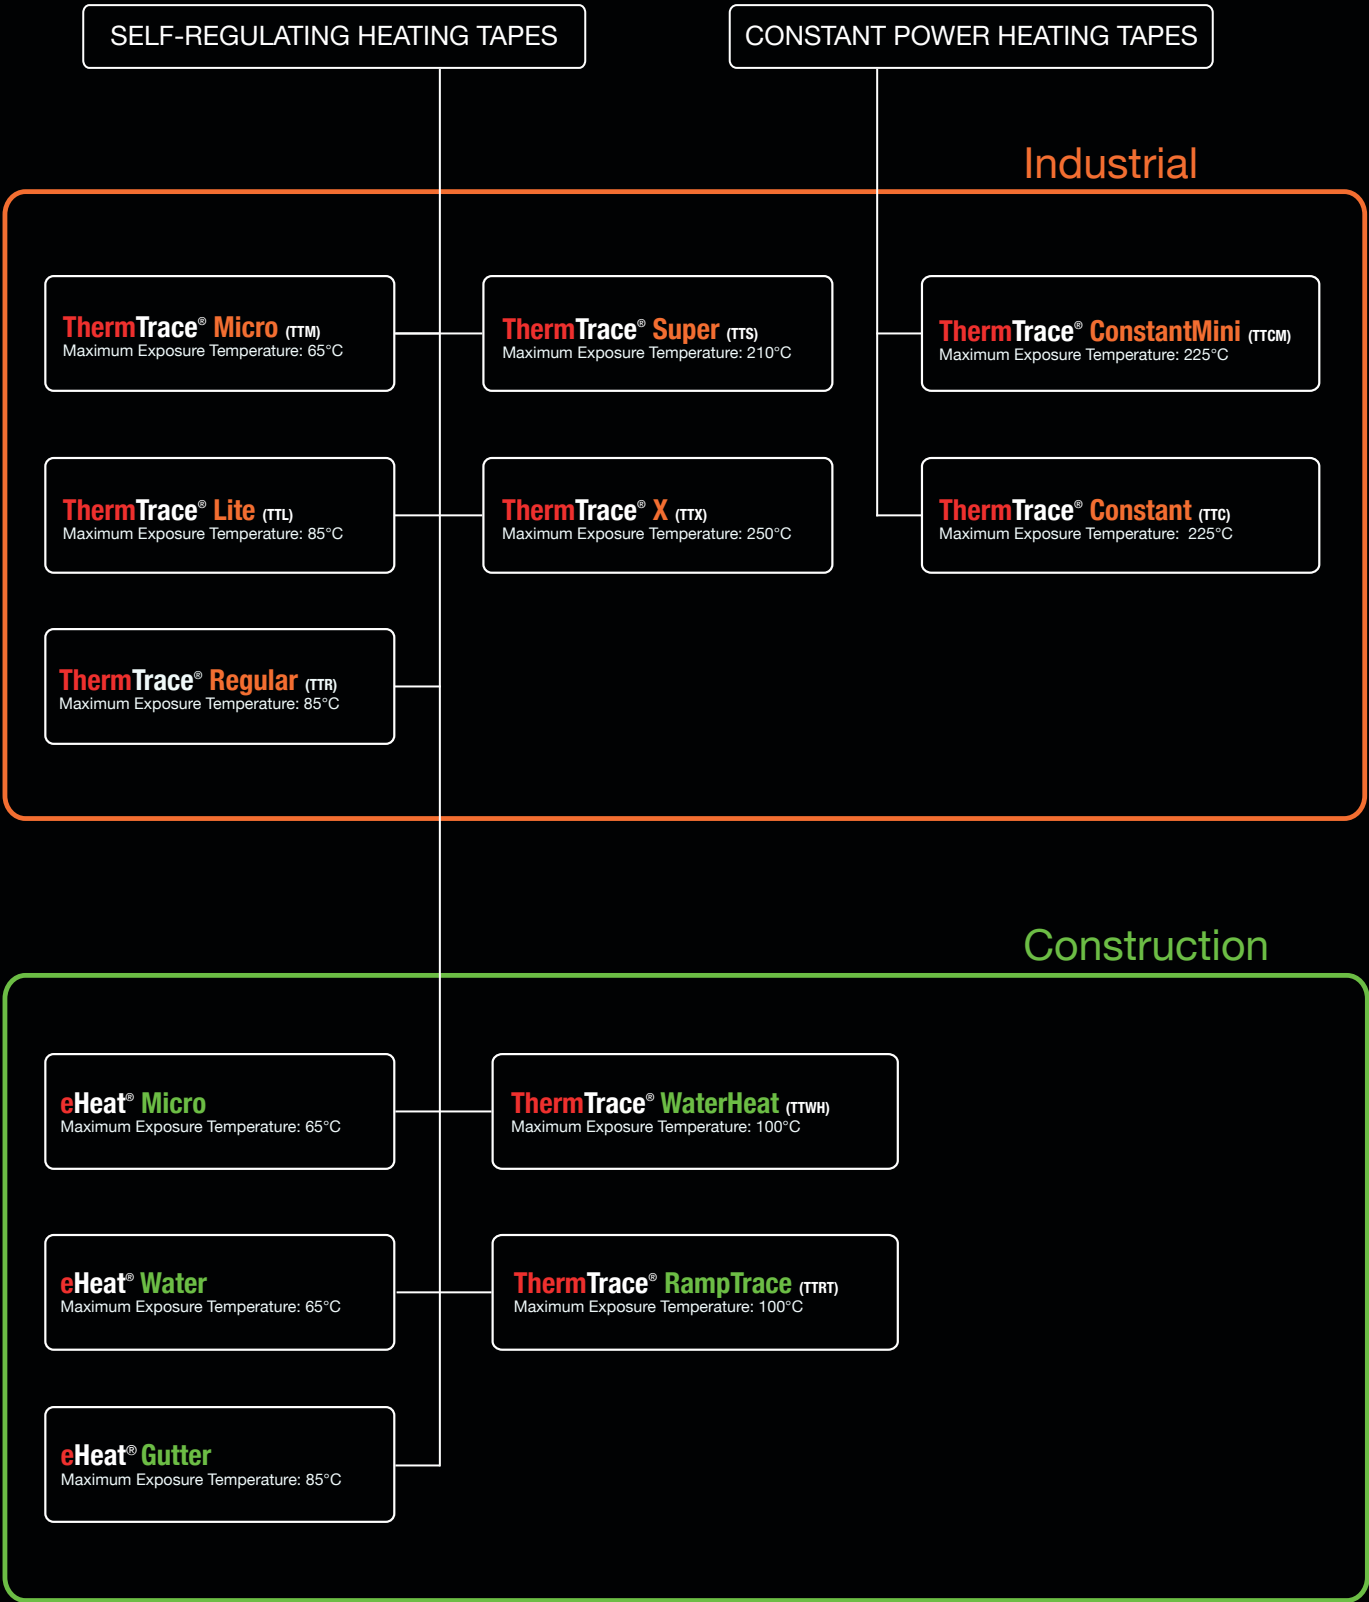 SELF-REGULATING HEATING TAPES
CONSTANT POWER HEATING TAPES
Industrial
ThermTrace® Micro (TTM)
Maximum Exposure Temperature: 65°C
ThermTrace® Super (TTS)
Maximum Exposure Temperature: 210°C
ThermTrace® ConstantMini (TTCM)
Maximum Exposure Temperature: 225°C
ThermTrace® Lite (TTL)
Maximum Exposure Temperature: 85°C
ThermTrace® X (TTX)
Maximum Exposure Temperature: 250°C
ThermTrace® Constant (TTC)
Maximum Exposure Temperature: 225°C
ThermTrace® Regular (TTR)
Maximum Exposure Temperature: 85°C
Construction
eHeat® Micro
Maximum Exposure Temperature: 65°C
ThermTrace® WaterHeat (TTWH)
Maximum Exposure Temperature: 100°C
eHeat® Water
Maximum Exposure Temperature: 65°C
ThermTrace® RampTrace (TTRT)
Maximum Exposure Temperature: 100°C
eHeat® Gutter
Maximum Exposure Temperature: 85°C